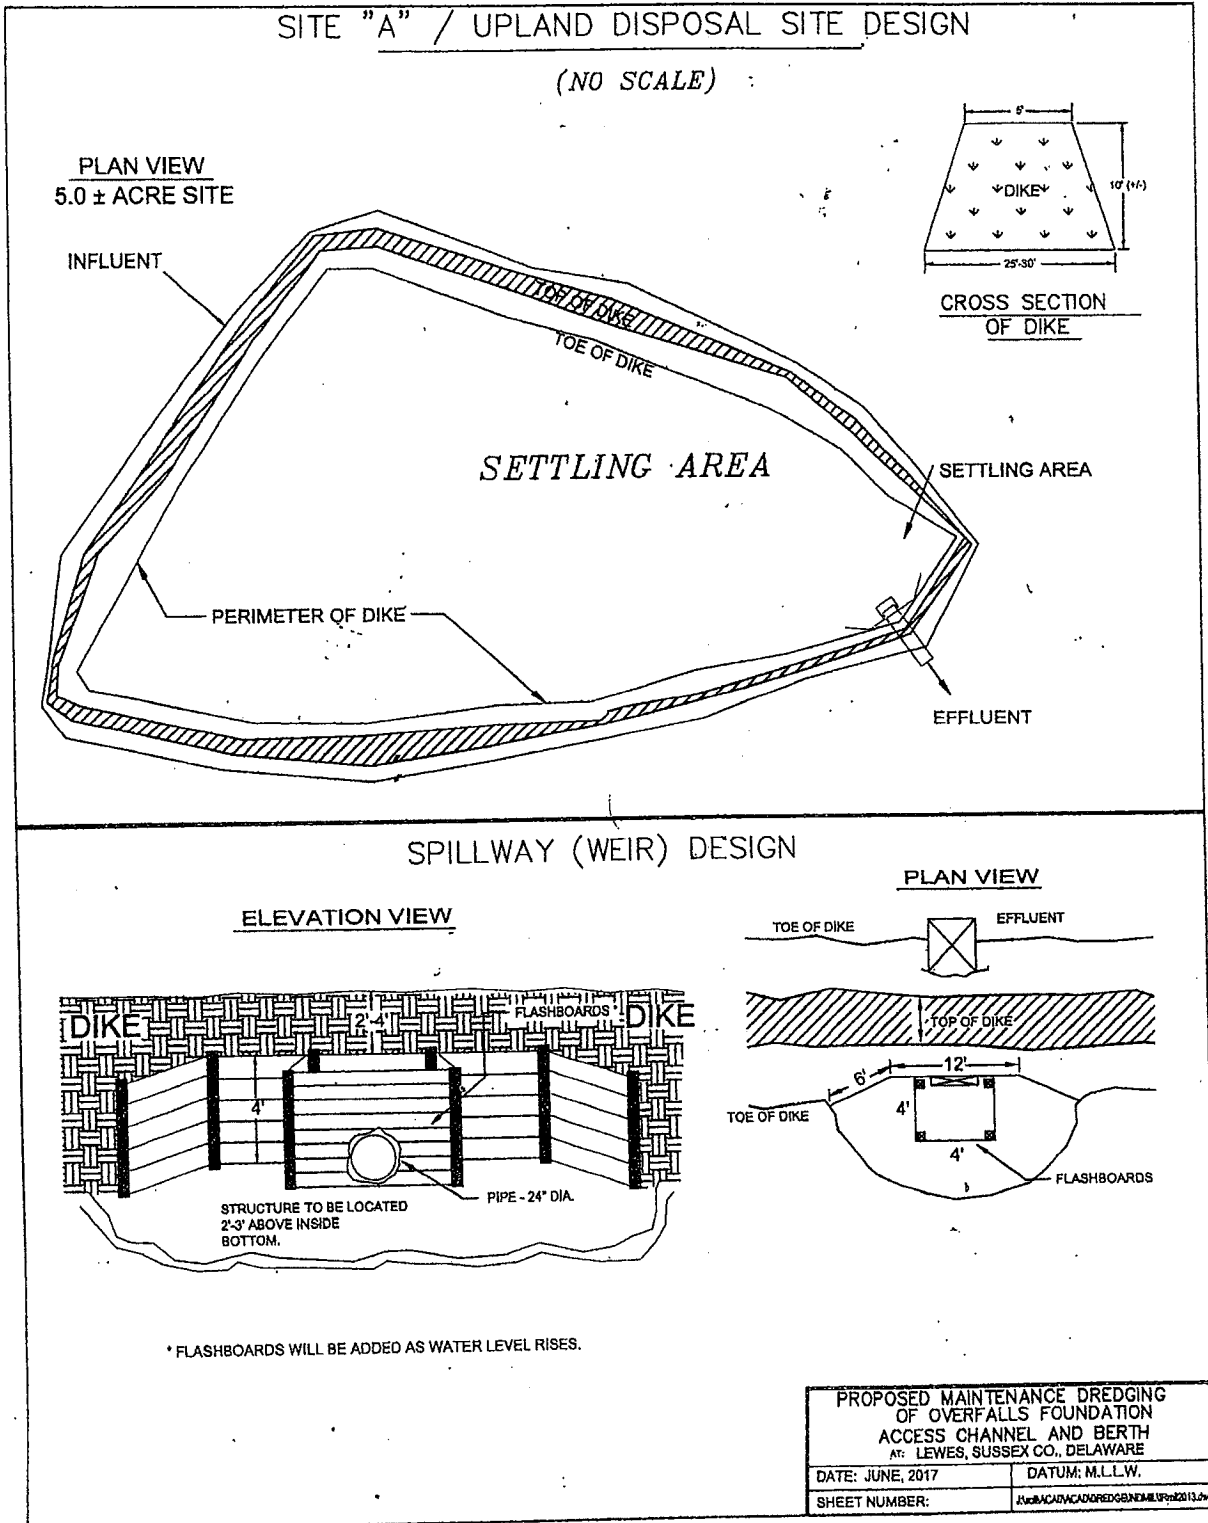 SITE "A" / UPLAND DISPOSAL SITE DESIGN
(NO SCALE)
PLAN VIEW
5.0 ± ACRE SITE
INFLUENT
TOP OF DIKE
TOE OF DIKE
DIKE
10' (+/-)
25'-30'
CROSS SECTION
OF DIKE
SETTLING AREA
SETTLING AREA
PERIMETER OF DIKE
EFFLUENT
SPILLWAY (WEIR) DESIGN
ELEVATION VIEW
DIKE
2'-4'
FLASHBOARDS
DIKE
4'
PIPE - 24" DIA.
STRUCTURE TO BE LOCATED
2'-3' ABOVE INSIDE
BOTTOM.
* FLASHBOARDS WILL BE ADDED AS WATER LEVEL RISES.
PLAN VIEW
TOE OF DIKE
EFFLUENT
TOP OF DIKE
6'
12'
TOE OF DIKE
4'
4'
FLASHBOARDS
PROPOSED MAINTENANCE DREDGING
OF OVERFALLS FOUNDATION
ACCESS CHANNEL AND BERTH
AT: LEWES, SUSSEX CO., DELAWARE
DATE: JUNE, 2017
DATUM: M.L.L.W.
SHEET NUMBER: